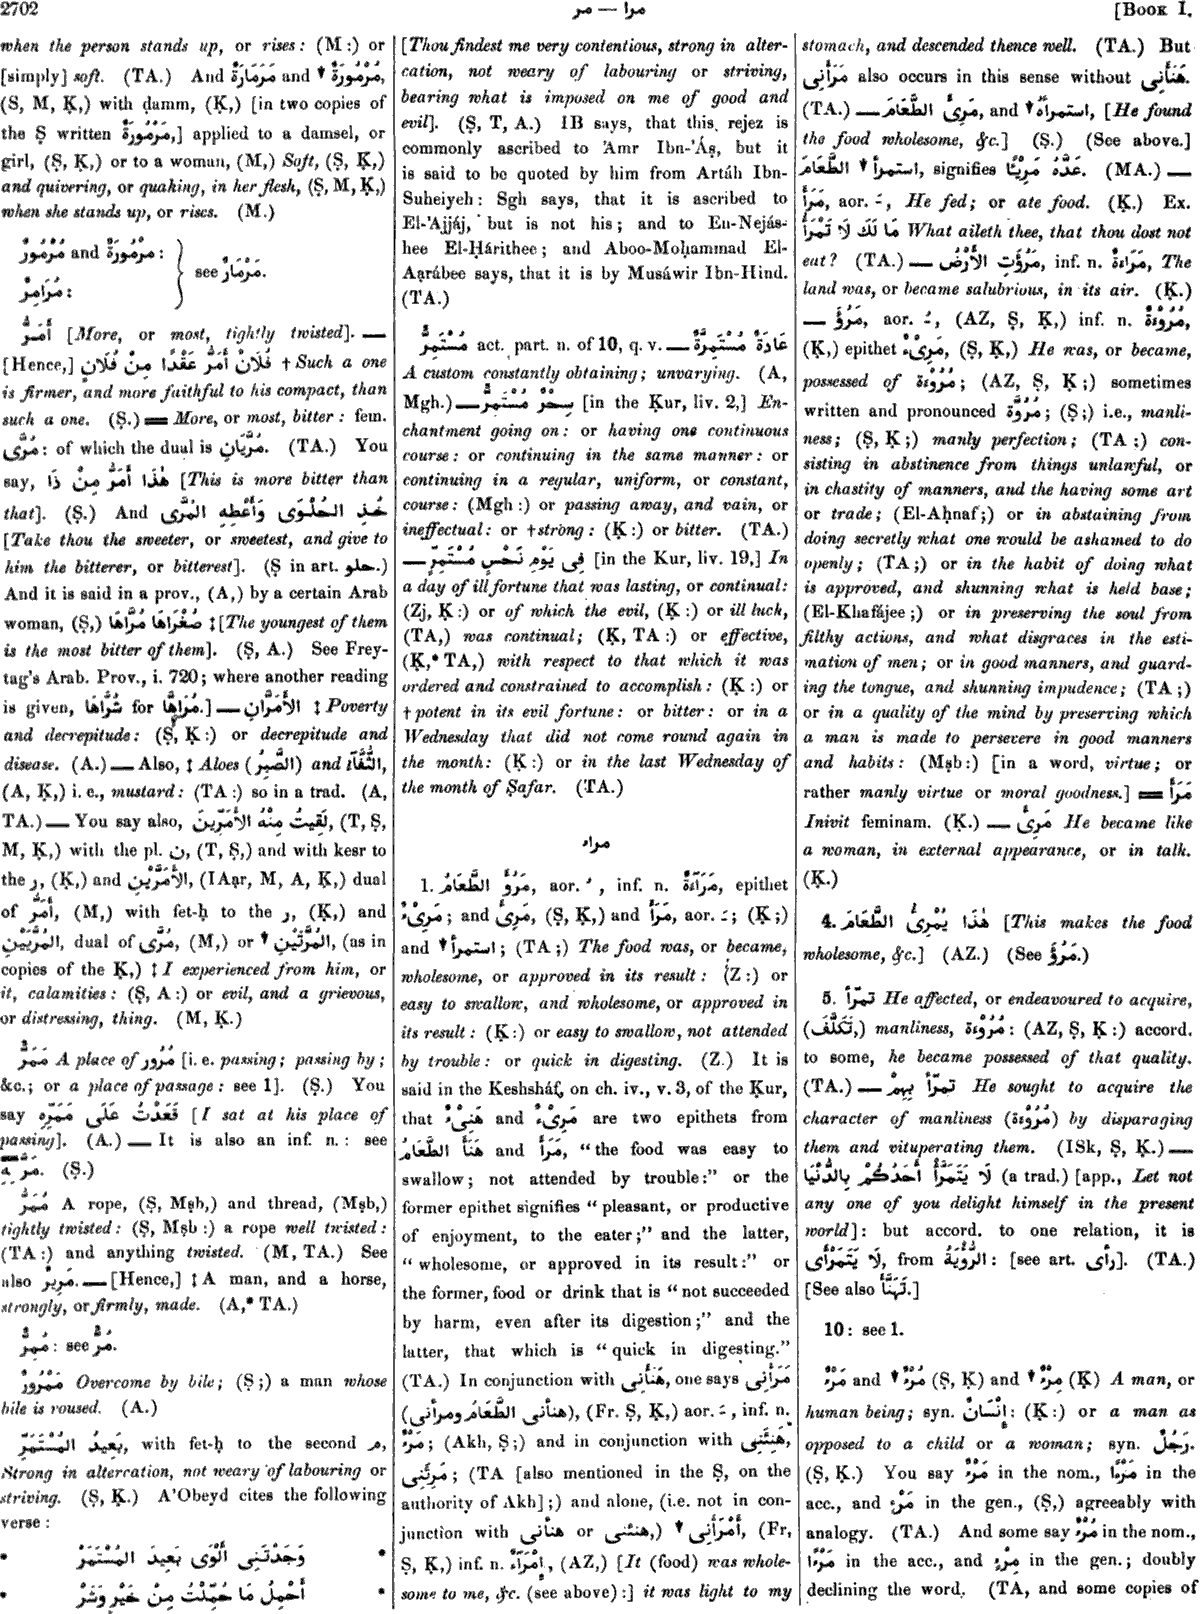 2702
مرا — مر
[BOOK I.
when the person stands up, or rises: (M:) or
[simply] soft. (TA.) And مَرْمَارَةٌ and ↓ مُرْمُورَةٌ,
(S, M, Ḳ,) with ḍamm, (Ḳ,) [in two copies of
the Ṣ written مَرْمُورَةٌ,] applied to a damsel, or
girl, (Ṣ, Ḳ,) or to a woman, (M,) Soft, (Ṣ, Ḳ,)
and quivering, or quaking, in her flesh, (Ṣ, M, Ḳ,)
when she stands up, or rises. (M.)
مُرْمُورٌ and مُرْمُورَةٌ :
مُرَامِرٌ :
see مَرْمَارٌ.
أَمَرُّ [More, or most, tightly twisted]. —
[Hence,] فُلَانٌ أَمَرُّ عَقْدًا مِنْ فُلَانٍ † Such a one
is firmer, and more faithful to his compact, than
such a one. (Ṣ.) = More, or most, bitter: fem.
مُرَّى: of which the dual is مُرَّيَانِ. (TA.) You
say, هٰذَا أَمَرُّ مِنْ ذَا [This is more bitter than
that]. (Ṣ.) And خُذِ الحُلْوَى وَأَعْطِهِ المُرَّى
[Take thou the sweeter, or sweetest, and give to
him the bitterer, or bitterest]. (Ṣ in art. حلو.)
And it is said in a prov., (A,) by a certain Arab
woman, (Ṣ,) صُغْرَاهَا مُرَّاهَا ‡ [The youngest of them
is the most bitter of them]. (Ṣ, A.) See Frey-
tag's Arab. Prov., i. 720; where another reading
is given, شُرَّاهَا for مُرَّاهَا.] — الأَمَرَّانِ ‡ Poverty
and decrepitude: (Ṣ, Ḳ:) or decrepitude and
disease. (A.) — Also, ‡ Aloes (الصَّبِرُ) and الثُّفَّآءُ,
(A, Ḳ,) i. e., mustard: (TA:) so in a trad. (A,
TA.) — You say also, لَقِيتُ مِنْهُ الأَمَرِّينَ, (T, Ṣ,
M, Ḳ,) with the pl. ن, (T, Ṣ,) and with kesr to
the ر, (Ḳ,) and الأَمَرَّيْنِ, (IAạr, M, A, Ḳ,) dual
of أَمَرُّ, (M,) with fet-ḥ to the ر, (Ḳ,) and
المُرَّيَيْنِ, dual of مُرَّى, (M,) or ↓ المُرَّتَيْنِ, (as in
copies of the Ḳ,) ‡ I experienced from him, or
it, calamities: (Ṣ, A:) or evil, and a grievous,
or distressing, thing. (M, Ḳ.)
مَمَرٌّ A place of مُرُور [i. e. passing; passing by;
&c.; or a place of passage: see 1]. (Ṣ.) You
say قَعَدْتُ عَلَى مَمَرِّهِ [I sat at his place of
passing]. (A.) — It is also an inf. n.: see
مَرَّ بِهِ. (Ṣ.)
مُمَرٌّ A rope, (Ṣ, Mṣb,) and thread, (Mṣb,)
tightly twisted: (Ṣ, Mṣb:) a rope well twisted:
(TA:) and anything twisted. (M, TA.) See
also مَرِيرٌ. — [Hence,] ‡ A man, and a horse,
strongly, or firmly, made. (A,* TA.)
مُمِرٌّ: see مُرٌّ.
مَمْرُورٌ Overcome by bile; (Ṣ;) a man whose
bile is roused. (A.)
بَعِيدُ المُسْتَمَرِّ, with fet-ḥ to the second م,
Strong in altercation, not weary of labouring or
striving. (Ṣ, Ḳ.) A'Obeyd cites the following
verse:
* وَجَدْتَنِى أَلْوَى بَعِيدَ المُسْتَمَرْ *
* أَحْمِلُ مَا حُمِّلْتُ مِنْ خَيْرٍ وَشَرْ *
[Thou findest me very contentious, strong in alter-
cation, not weary of labouring or striving,
bearing what is imposed on me of good and
evil]. (Ṣ, T, A.) IB says, that this rejez is
commonly ascribed to 'Amr Ibn-'Áṣ, but it
is said to be quoted by him from Artáh Ibn-
Suheiyeh: Sgh says, that it is ascribed to
El-'Ajjáj, but is not his; and to En-Nejás-
hee El-Ḥárithee; and Aboo-Moḥammad El-
Aạrábee says, that it is by Musáwir Ibn-Hind.
(TA.)
مُسْتَمِرٌّ act. part. n. of 10, q. v. — عَادَةٌ مُسْتَمِرَّةٌ
A custom constantly obtaining; unvarying. (A,
Mgh.) — سِحْرٌ مُسْتَمِرٌّ [in the Ḳur, liv. 2,] En-
chantment going on: or having one continuous
course: or continuing in the same manner: or
continuing in a regular, uniform, or constant,
course: (Mgh:) or passing away, and vain, or
ineffectual: or † strong: (Ḳ:) or bitter. (TA.)
— فِى يَوْمِ نَحْسٍ مُسْتَمِرٍّ [in the Kur, liv. 19,] In
a day of ill fortune that was lasting, or continual:
(Zj, Ḳ:) or of which the evil, (Ḳ:) or ill luck,
(TA,) was continual; (Ḳ, TA:) or effective,
(Ḳ,* TA,) with respect to that which it was
ordered and constrained to accomplish: (Ḳ:) or
† potent in its evil fortune: or bitter: or in a
Wednesday that did not come round again in
the month: (Ḳ:) or in the last Wednesday of
the month of Ṣafar. (TA.)
مراء
1. مَرُؤَ الطَّعَامُ, aor. ـُ, inf. n. مَرَآءَةٌ, epithet
مَرِىْءٌ; and مَرِئَ, (Ṣ, Ḳ,) and مَرَأَ, aor. ـَ; (Ḳ;)
and ↓ استمرأ; (TA;) The food was, or became,
wholesome, or approved in its result: (Z:) or
easy to swallow, and wholesome, or approved in
its result: (Ḳ:) or easy to swallow, not attended
by trouble: or quick in digesting. (Z.) It is
said in the Keshsháf, on ch. iv., v. 3, of the Ḳur,
that هَنِىْءٌ and مَرِىْءٌ are two epithets from
هَنَأَ الطَّعَامُ and مَرَأَ, "the food was easy to
swallow; not attended by trouble:" or the
former epithet signifies "pleasant, or productive
of enjoyment, to the eater;" and the latter,
"wholesome, or approved in its result:" or
the former, food or drink that is "not succeeded
by harm, even after its digestion;" and the
latter, that which is "quick in digesting."
(TA.) In conjunction with هَنَأَنِى, one says مَرَأَنِى
(هنأنى الطَّعَامُ ومرأنى), (Fr. Ṣ, Ḳ,) aor. ـَ, inf. n.
مَرْءٌ; (Akh, Ṣ;) and in conjunction with هَنِئَنِى,
مَرِئَنِى; (TA [also mentioned in the Ṣ, on the
authority of Akh];) and alone, (i.e. not in con-
junction with هنأنى or هنئنى,) ↓ أَمْرَأَنِى, (Fr,
Ṣ, Ḳ,) inf. n. إِمْرَآءٌ, (AZ,) [It (food) was whole-
some to me, &c. (see above):] it was light to my
stomach, and descended thence well. (TA.) But
مَرَأَنِى also occurs in this sense without هَنَأَنِى.
(TA.) — مَرِئَ الطَّعَامَ, and ↓ استمرأهُ, [He found
the food wholesome, &c.] (Ṣ.) (See above.]
استمرأ ↓ الطَّعَامَ, signifies عَدَّهُ مَرِيْئًا. (MA.) —
مَرَأَ, aor. ـَ, He fed; or ate food. (Ḳ.) Ex.
مَا لَكَ لَا تَمْرَأُ What aileth thee, that thou dost not
eat? (TA.) — مَرُؤَتِ الأَرْضُ, inf. n. مَرَاءَةٌ, The
land was, or became salubrious, in its air. (Ḳ.)
— مَرُؤَ, aor. ـُ, (AZ, Ṣ, Ḳ,) inf. n. مُرُوْءَةٌ,
(Ḳ,) epithet مَرِىْءٌ, (Ṣ, Ḳ,) He was, or became,
possessed of مُرُوْءَة; (AZ, Ṣ, Ḳ;) sometimes
written and pronounced مُرُوَّة; (Ṣ;) i.e., manli-
ness; (Ṣ, Ḳ;) manly perfection; (TA;) con-
sisting in abstinence from things unlawful, or
in chastity of manners, and the having some art
or trade; (El-Aḥnaf;) or in abstaining from
doing secretly what one would be ashamed to do
openly; (TA;) or in the habit of doing what
is approved, and shunning what is held base;
(El-Khafájee;) or in preserving the soul from
filthy actions, and what disgraces in the esti-
mation of men; or in good manners, and guard-
ing the tongue, and shunning impudence; (TA;)
or in a quality of the mind by preserving which
a man is made to persevere in good manners
and habits: (Mṣb:) [in a word, virtue; or
rather manly virtue or moral goodness.] = مَرَأَ
Inivit feminam. (Ḳ.) — مَرِئَ He became like
a woman, in external appearance, or in talk.
(Ḳ.)
4. هٰذَا يُمْرِئُ الطَّعَامَ [This makes the food
wholesome, &c.] (AZ.) (See مَرُؤَ.)
5. تمرّأ He affected, or endeavoured to acquire,
(تَكَلَّفَ,) manliness, مُرُوْءَة: (AZ, Ṣ, Ḳ:) accord.
to some, he became possessed of that quality.
(TA.) — تمرّأ بِهِمْ He sought to acquire the
character of manliness (مُرُوْءَة) by disparaging
them and vituperating them. (ISk, Ṣ, Ḳ.) —
لَا يَتَمَرَّأْ أَحَدُكُمْ بِالدُّنْيَا (a trad.) [app., Let not
any one of you delight himself in the present
world]: but accord. to one relation, it is
لَا يَتَمَرْأَى, from الرُّؤْيَةُ: [see art. رأى]. (TA.)
[See also تَهَنَّأَ.]
10: see 1.
مَرْءٌ and ↓ مُرْءٌ (Ṣ, Ḳ) and ↓ مِرْءٌ (Ḳ) A man, or
human being; syn. إِنْسَانٌ: (Ḳ:) or a man as
opposed to a child or a woman; syn. رَجُلٌ.
(Ṣ, Ḳ.) You say مَرْءٌ in the nom., مَرْءًا in the
acc., and مَرْءٍ in the gen., (Ṣ,) agreeably with
analogy. (TA.) And some say مُرْءٌ in the nom.,
مَرْءًا in the acc., and مِرْءٍ in the gen.; doubly
declining the word. (TA, and some copies of